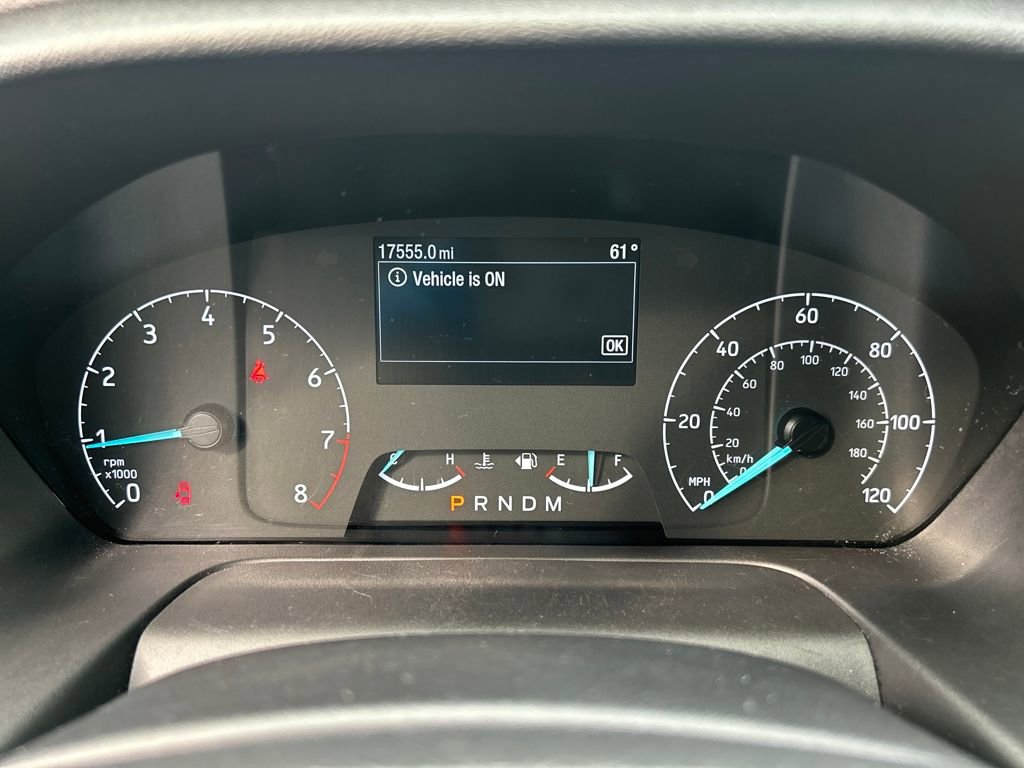 17555.0 mi 61°
Vehicle is ON
OK
0 1 2 3 4 5 6 7 8
rpm
x1000
C H E F
P R N D M
0 20 40 60 80 100 120
MPH
0 20 40 60 80 100 120 140 160 180
km/h